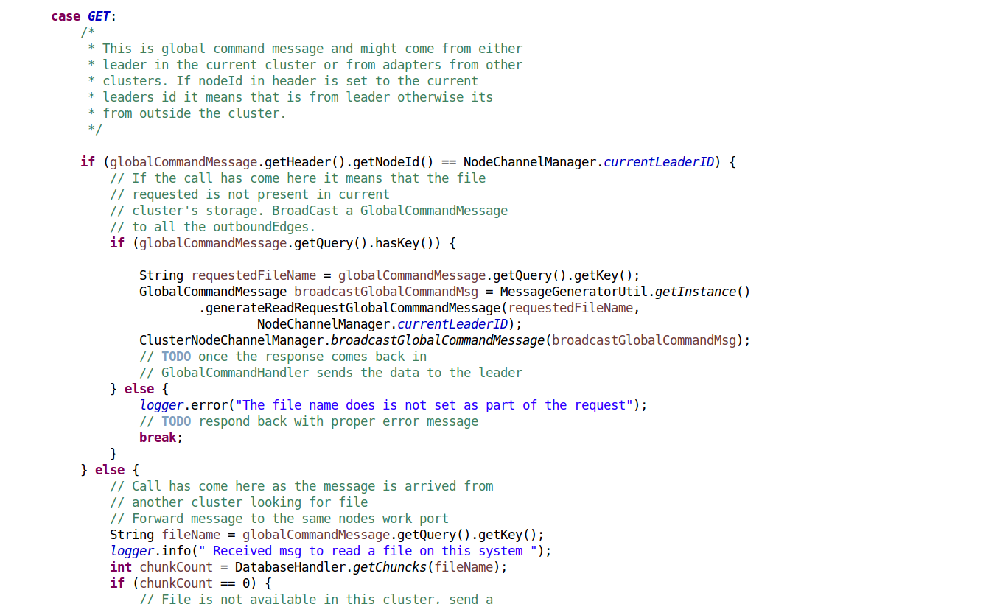 case GET:
/*
* This is global command message and might come from either
* leader in the current cluster or from adapters from other
* clusters. If nodeId in header is set to the current
* leaders id it means that is from leader otherwise its
* from outside the cluster.
*/
if (globalCommandMessage.getHeader().getNodeId() == NodeChannelManager.currentLeaderID) {
// If the call has come here it means that the file
// requested is not present in current
// cluster's storage. BroadCast a GlobalCommandMessage
// to all the outboundEdges.
if (globalCommandMessage.getQuery().hasKey()) {
String requestedFileName = globalCommandMessage.getQuery().getKey();
GlobalCommandMessage broadcastGlobalCommandMsg = MessageGeneratorUtil.getInstance()
.generateReadRequestGlobalCommmandMessage(requestedFileName,
NodeChannelManager.currentLeaderID);
ClusterNodeChannelManager.broadcastGlobalCommandMessage(broadcastGlobalCommandMsg);
// TODO once the response comes back in
// GlobalCommandHandler sends the data to the leader
} else {
logger.error("The file name does is not set as part of the request");
// TODO respond back with proper error message
break;
}
} else {
// Call has come here as the message is arrived from
// another cluster looking for file
// Forward message to the same nodes work port
String fileName = globalCommandMessage.getQuery().getKey();
logger.info(" Received msg to read a file on this system ");
int chunkCount = DatabaseHandler.getChuncks(fileName);
if (chunkCount == 0) {
// File is not available in this cluster, send a